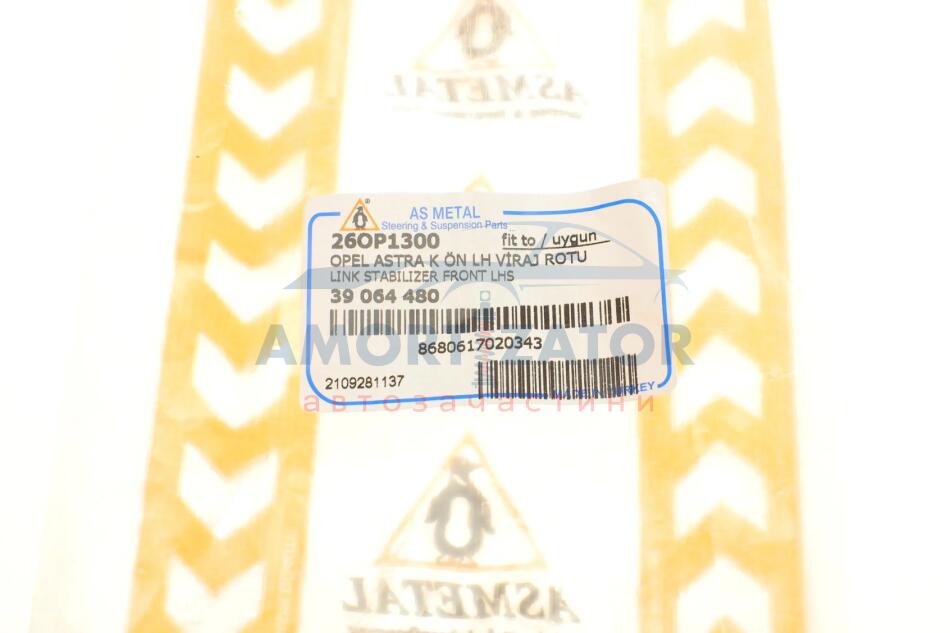 ASMETAL
AS METAL
Steering & Suspension Parts
26OP1300 fit to / uygun
OPEL ASTRA K ÖN LH VİRAJ ROTU
LINK STABILIZER FRONT LHS
39 064 480
AMORTIZATOR
8680617020343
2109281137
MADE IN TURKEY
автозапчастини
ASMETAL